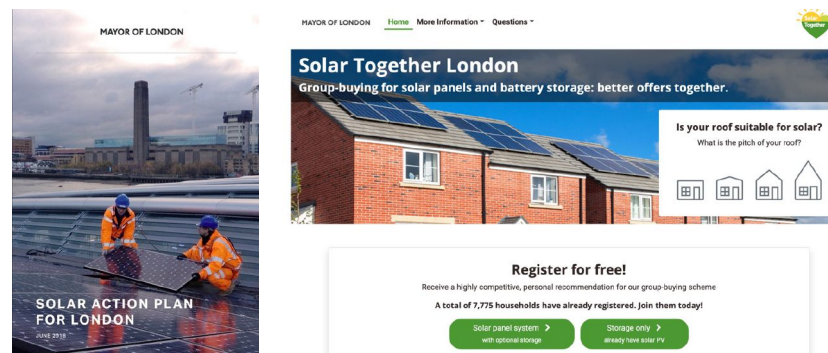 MAYOR OF LONDON
SOLAR ACTION PLAN
FOR LONDON
JUNE 2018
MAYOR OF LONDON Home More Information Questions
Solar
Together
Solar Together London
Group-buying for solar panels and battery storage: better offers together.
Is your roof suitable for solar?
What is the pitch of your roof?
Register for free!
Receive a highly competitive, personal recommendation for our group-buying scheme
A total of 7,775 households have already registered. Join them today!
Solar panel system >
with optional storage
Storage only >
already have solar PV